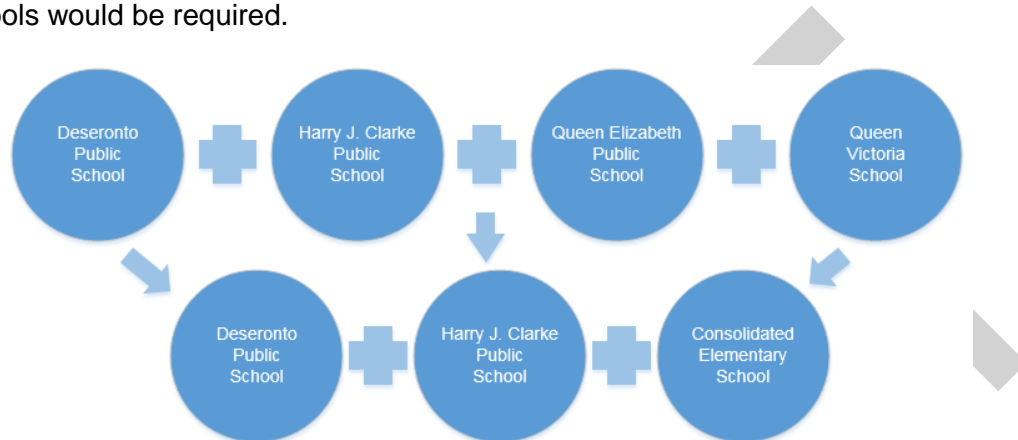 ools would be required.
Deseronto
Public
School
Harry J. Clarke
Public
School
Queen Elizabeth
Public
School
Queen
Victoria
School
Deseronto
Public
School
Harry J. Clarke
Public
School
Consolidated
Elementary
School